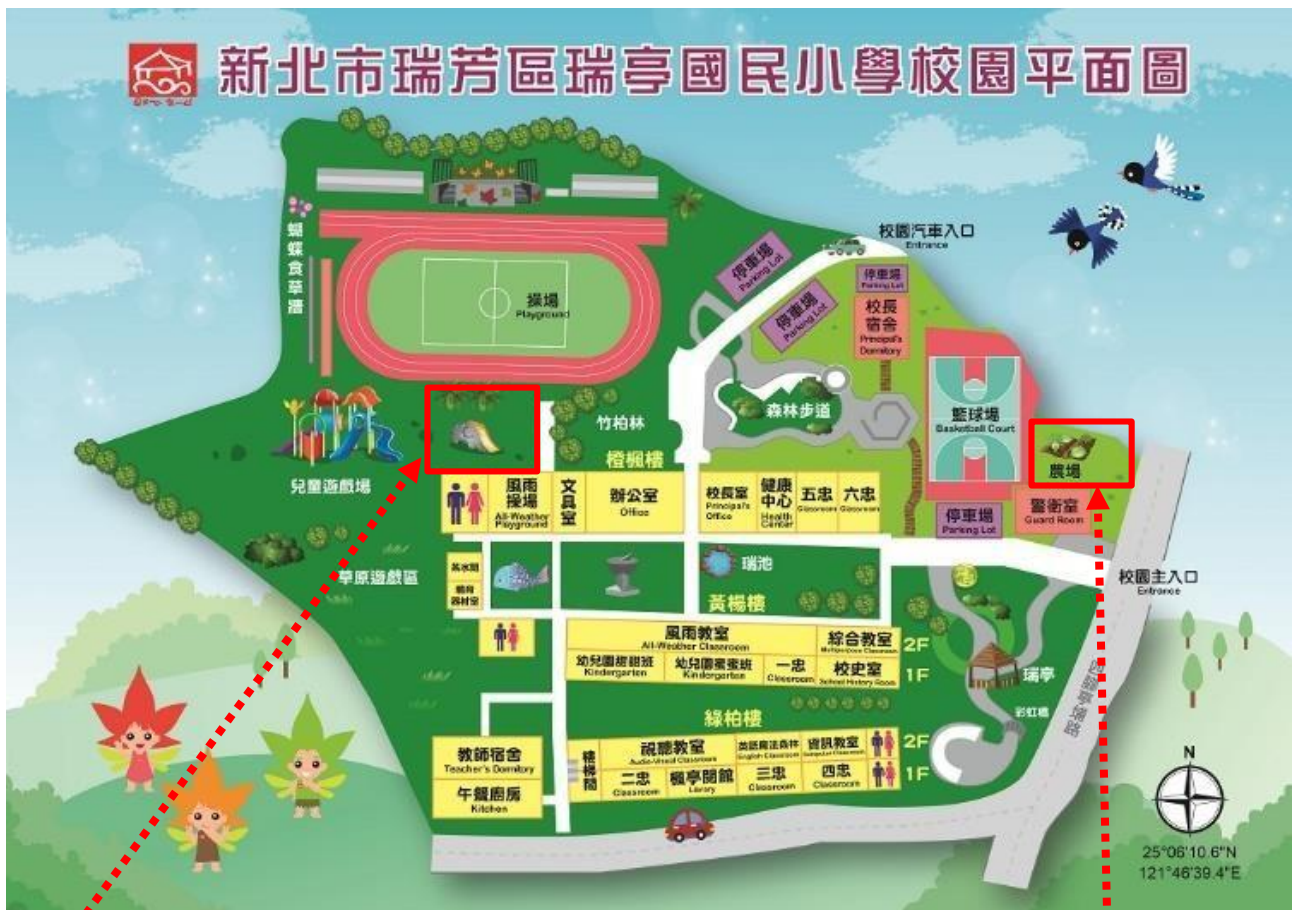 新北市瑞芳區瑞亭國民小學校園平面圖
校園汽車入口
Entrance
停車場
Parking Lot
停車場
Parking Lot
停車場
Parking Lot
校長
宿舍
Principal's
Dormitory
蝴蝶食草牆
操場
Playground
籃球場
Basketball Court
森林步道
農場
竹柏林
橙楓樓
兒童遊戲場
風雨
操場
All-Weather
Playground
文具室
辦公室
Office
校長室
Principal's
Office
健康
中心
Health
Center
五忠
Classroom
六忠
Classroom
停車場
Parking Lot
警衛室
Guard Room
草原遊戲區
瑞池
校園主入口
Entrance
黃楊樓
風雨教室
All-Weather Classroom
綜合教室
2F
幼兒園甜甜班
Kindergarten
幼兒園蜜蜜班
Kindergarten
一忠
Classroom
校史室
School History Room
1F
瑞亭
彩虹橋
綠柏樓
樓梯間
視聽教室
Audio-Visual Classroom
英語魔法森林
English Classroom
資訊教室
Computer Classroom
2F
二忠
Classroom
楓亭閱館
Library
三忠
Classroom
四忠
Classroom
1F
教師宿舍
Teacher's Dormitory
午餐廚房
Kitchen
N
25°06'10.6"N
121°46'39.4"E